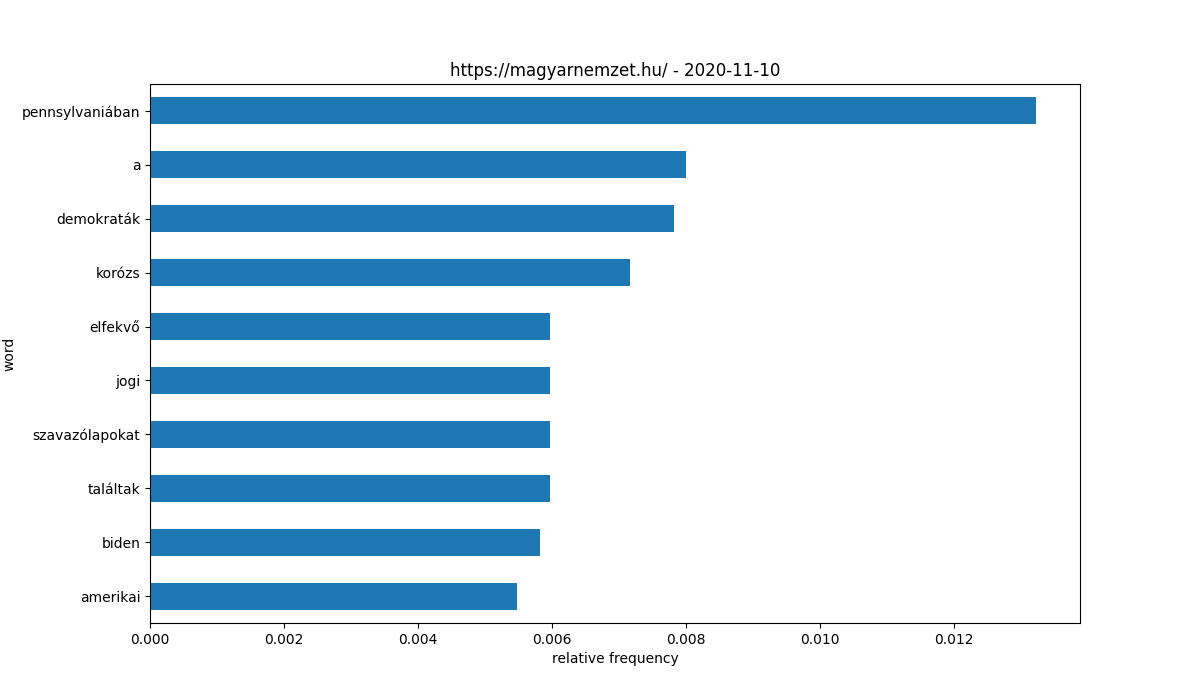 https://magyarnemzet.hu/ - 2020-11-10
pennsylvaniában
a
demokraták
korózs
elfekvő
jogi
szavazólapokat
találtak
biden
amerikai
word
0.000 0.002 0.004 0.006 0.008 0.010 0.012
relative frequency